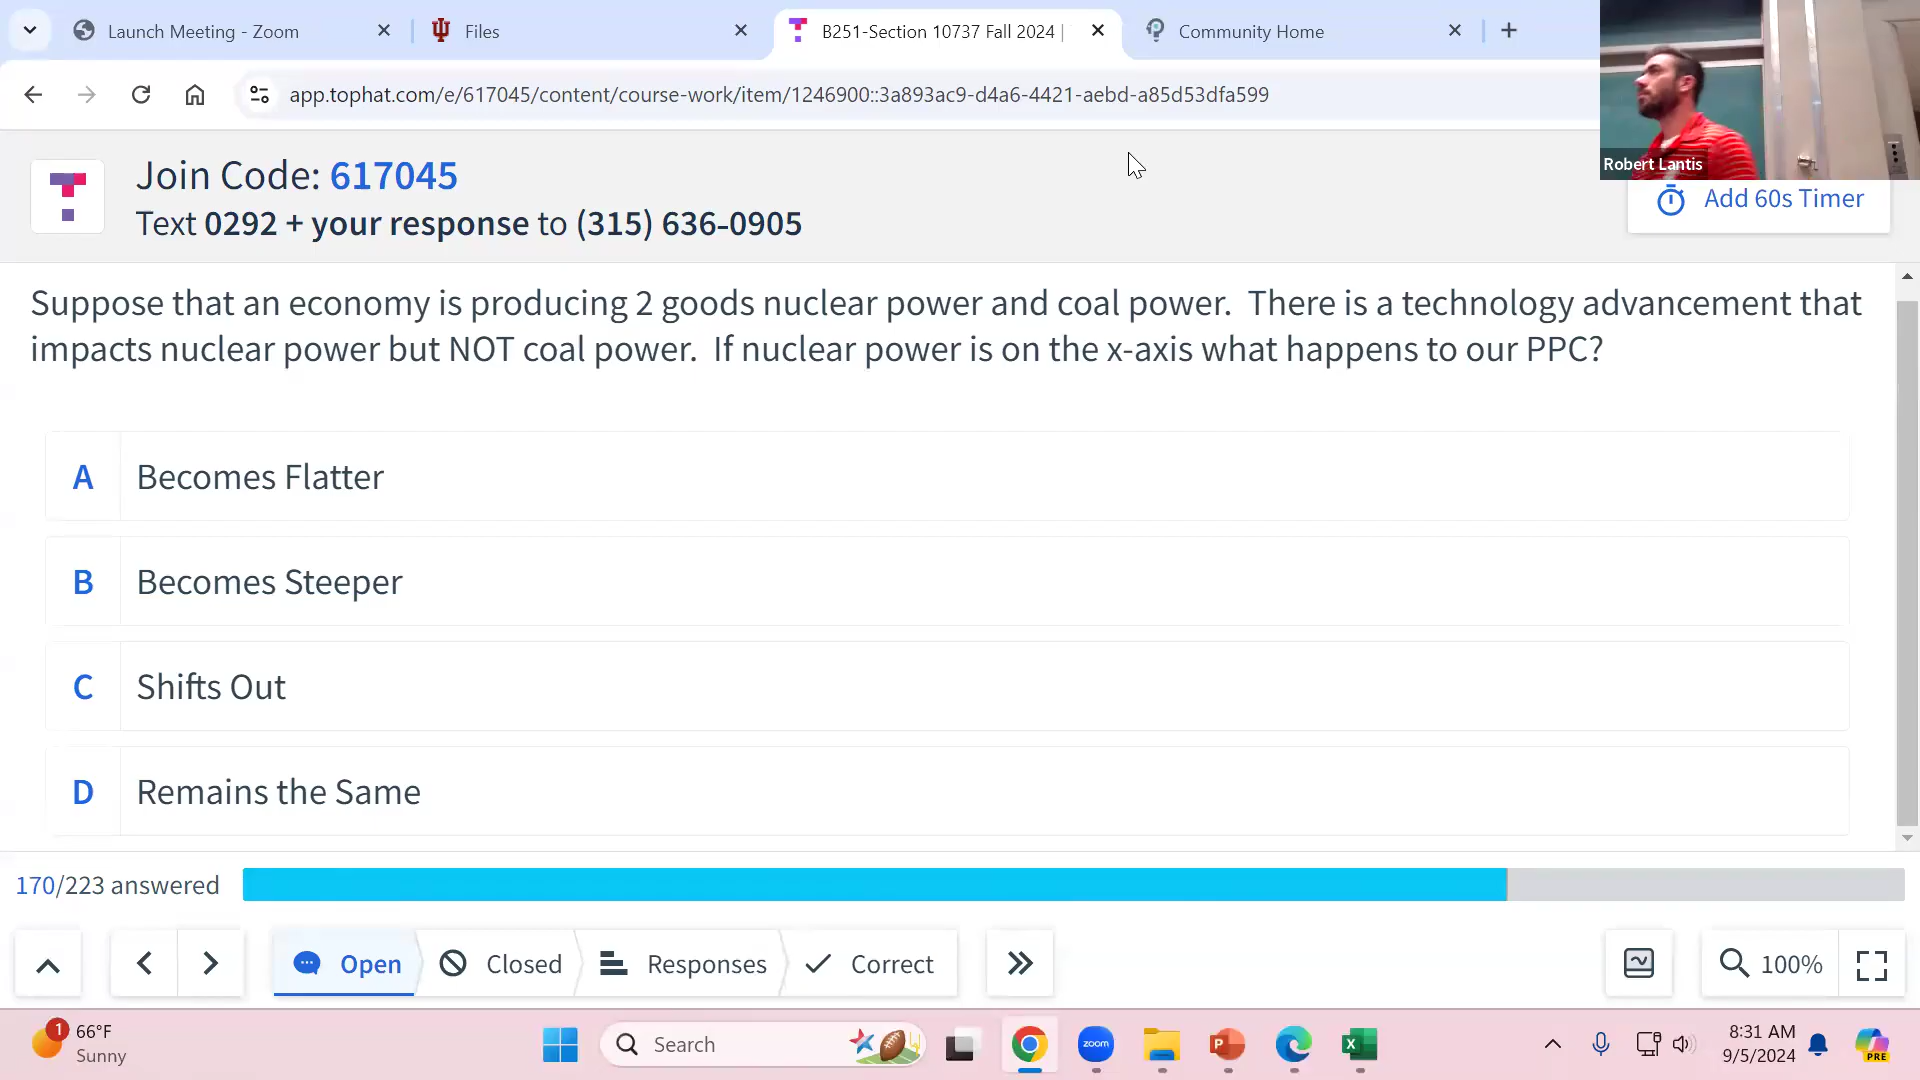 Launch Meeting - Zoom
Files
B251-Section 10737 Fall 2024 |
Community Home
app.tophat.com/e/617045/content/course-work/item/1246900::3a893ac9-d4a6-4421-aebd-a85d53dfa599
Robert Lantis
Join Code: 617045
Text 0292 + your response to (315) 636-0905
Add 60s Timer
Suppose that an economy is producing 2 goods nuclear power and coal power. There is a technology advancement that
impacts nuclear power but NOT coal power. If nuclear power is on the x-axis what happens to our PPC?
A Becomes Flatter
B Becomes Steeper
C Shifts Out
D Remains the Same
170/223 answered
Open
Closed
Responses
Correct
100%
1
66°F
Sunny
Search
zoom
P
X
8:31 AM
9/5/2024
PRE